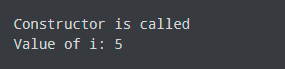 Constructor is called
Value of i: 5